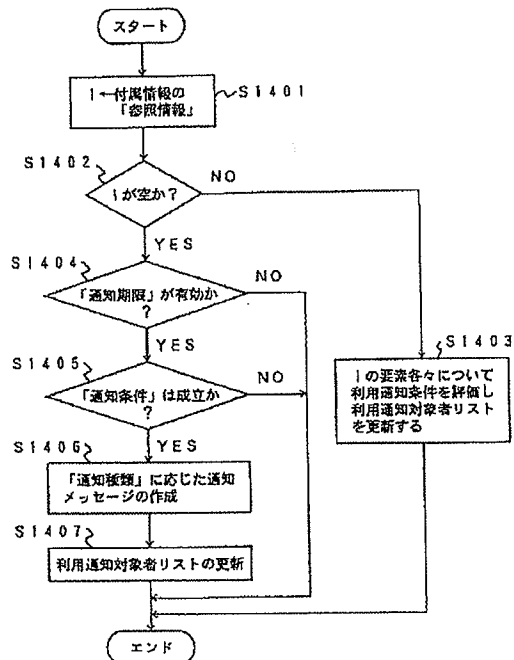 スタート
l←付属情報の
「参照情報」
S1401
S1402
lが空か？
NO
YES
S1404
「通知期限」が有効か
？
NO
YES
S1403
lの要素各々について
利用通知条件を評価し
利用通知対象者リスト
を更新する
S1405
「通知条件」は成立か
？
NO
YES
S1406
「通知種類」に応じた通知
メッセージの作成
S1407
利用通知対象者リストの更新
エンド